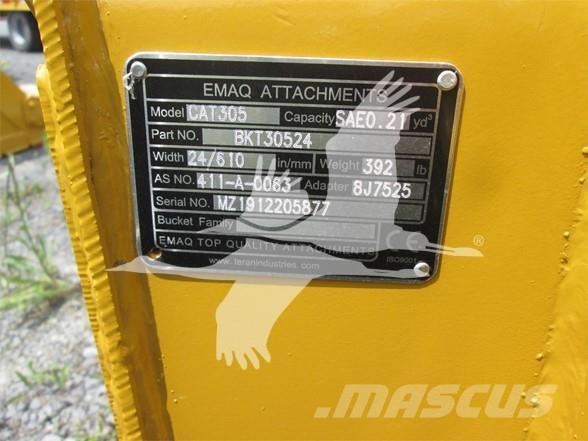 EMAQ ATTACHMENTS
Model CAT305 Capacity SAE0.21 yd³
Part NO. BKT30524
Width 24/610 in/mm Weight 392 lb
AS NO. 411-A-0063 Adapter 8J7525
Serial NO. MZ1912205877
Bucket Family
EMAQ TOP QUALITY ATTACHMENTS CE
www.teranindustries.com ISO9001
®
MASCUS